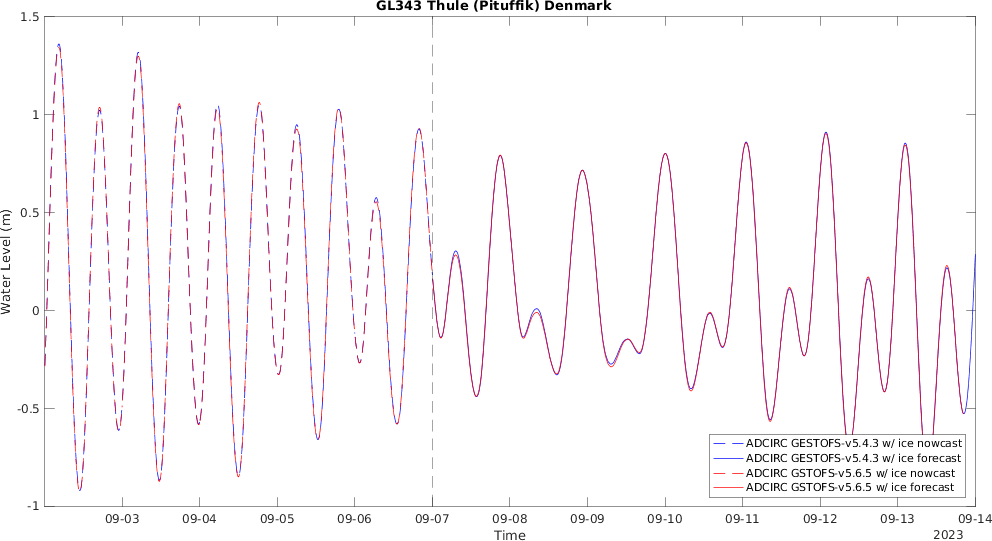 GL343 Thule (Pituffik) Denmark
Water Level (m)
1.5
1
0.5
0
-0.5
-1
ADCIRC GESTOFS-v5.4.3 w/ ice nowcast
ADCIRC GESTOFS-v5.4.3 w/ ice forecast
ADCIRC GSTOFS-v5.6.5 w/ ice nowcast
ADCIRC GSTOFS-v5.6.5 w/ ice forecast
09-03 09-04 09-05 09-06 09-07 09-08 09-09 09-10 09-11 09-12 09-13 09-14
Time
2023